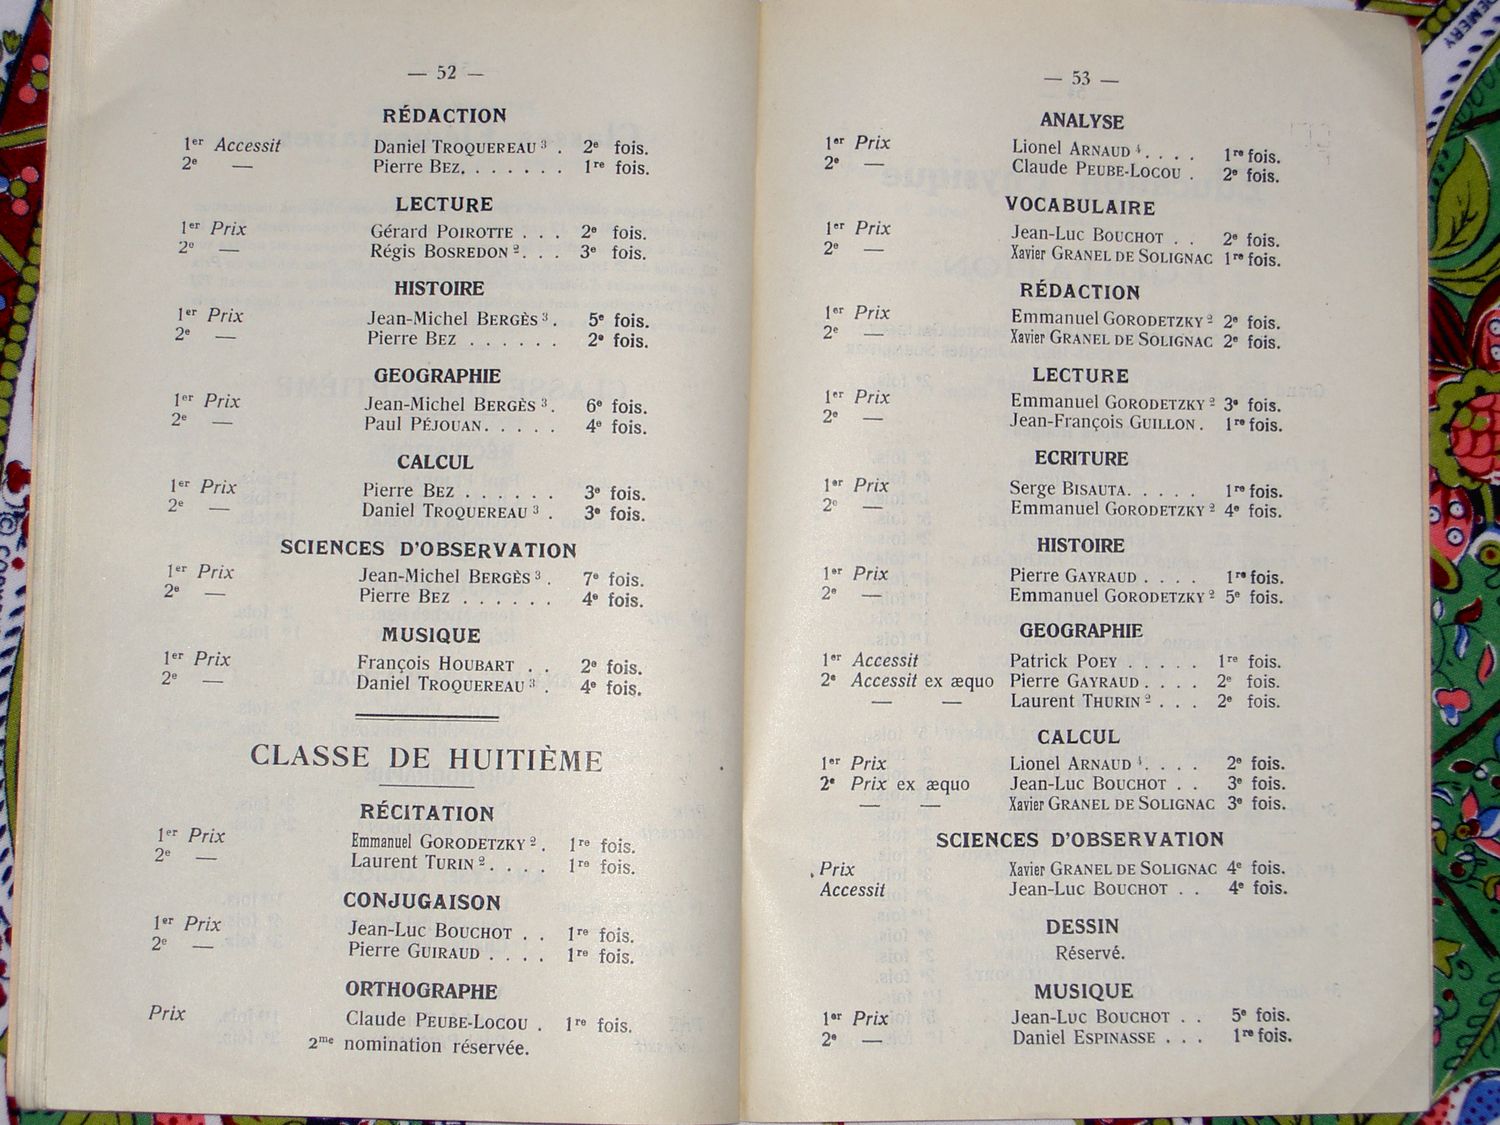 — 52 —
RÉDACTION
1er Accessit Daniel TROQUEREAU 3 . 2e fois.
2e — Pierre BEZ. . . . . . . 1re fois.
LECTURE
1er Prix Gérard POIROTTE . . . 2e fois.
2e — Régis BOSREDON 2. . . 3e fois.
HISTOIRE
1er Prix Jean-Michel BERGÈS 3. 5e fois.
2e — Pierre BEZ . . . . . . 2e fois.
GEOGRAPHIE
1er Prix Jean-Michel BERGÈS 3. 6e fois.
2e — Paul PÉJOUAN. . . . . 4e fois.
CALCUL
1er Prix Pierre BEZ . . . . . . 3e fois.
2e — Daniel TROQUEREAU 3 . 3e fois.
SCIENCES D'OBSERVATION
1er Prix Jean-Michel BERGÈS 3 . 7e fois.
2e — Pierre BEZ . . . . . . 4e fois.
MUSIQUE
1er Prix François HOUBART . . 2e fois.
2e — Daniel TROQUEREAU 3 . 4e fois.
CLASSE DE HUITIÈME
RÉCITATION
1er Prix Emmanuel GORODETZKY 2 . 1re fois.
2e — Laurent TURIN 2 . . . . 1re fois.
CONJUGAISON
1er Prix Jean-Luc BOUCHOT . . 1re fois.
2e — Pierre GUIRAUD . . . . 1re fois.
ORTHOGRAPHE
Prix Claude PEUBE-LOCOU . 1re fois.
2me nomination réservée.
— 53 —
ANALYSE
1er Prix Lionel ARNAUD 4. . . . 1re fois.
2e — Claude PEUBE-LOCOU . 2e fois.
VOCABULAIRE
1er Prix Jean-Luc BOUCHOT . . 2e fois.
2e — Xavier GRANEL DE SOLIGNAC 1re fois.
RÉDACTION
1er Prix Emmanuel GORODETZKY 2 2e fois.
2e — Xavier GRANEL DE SOLIGNAC 2e fois.
LECTURE
1er Prix Emmanuel GORODETZKY 2 3e fois.
2e — Jean-François GUILLON . 1re fois.
ECRITURE
1er Prix Serge BISAUTA. . . . . 1re fois.
2e — Emmanuel GORODETZKY 2 4e fois.
HISTOIRE
1er Prix Pierre GAYRAUD . . . . 1re fois.
2e — Emmanuel GORODETZKY 2 5e fois.
GEOGRAPHIE
1er Accessit Patrick POEY . . . . . 1re fois.
2e Accessit ex æquo Pierre GAYRAUD . . . . 2e fois.
— — Laurent THURIN 2 . . . 2e fois.
CALCUL
1er Prix Lionel ARNAUD 4. . . . 2e fois.
2e Prix ex æquo Jean-Luc BOUCHOT . . 3e fois.
— — Xavier GRANEL DE SOLIGNAC 3e fois.
SCIENCES D'OBSERVATION
Prix Xavier GRANEL DE SOLIGNAC 4e fois.
Accessit Jean-Luc BOUCHOT . . 4e fois.
DESSIN
Réservé.
MUSIQUE
1er Prix Jean-Luc BOUCHOT . . 5e fois.
2e — Daniel ESPINASSE . . . 1re fois.